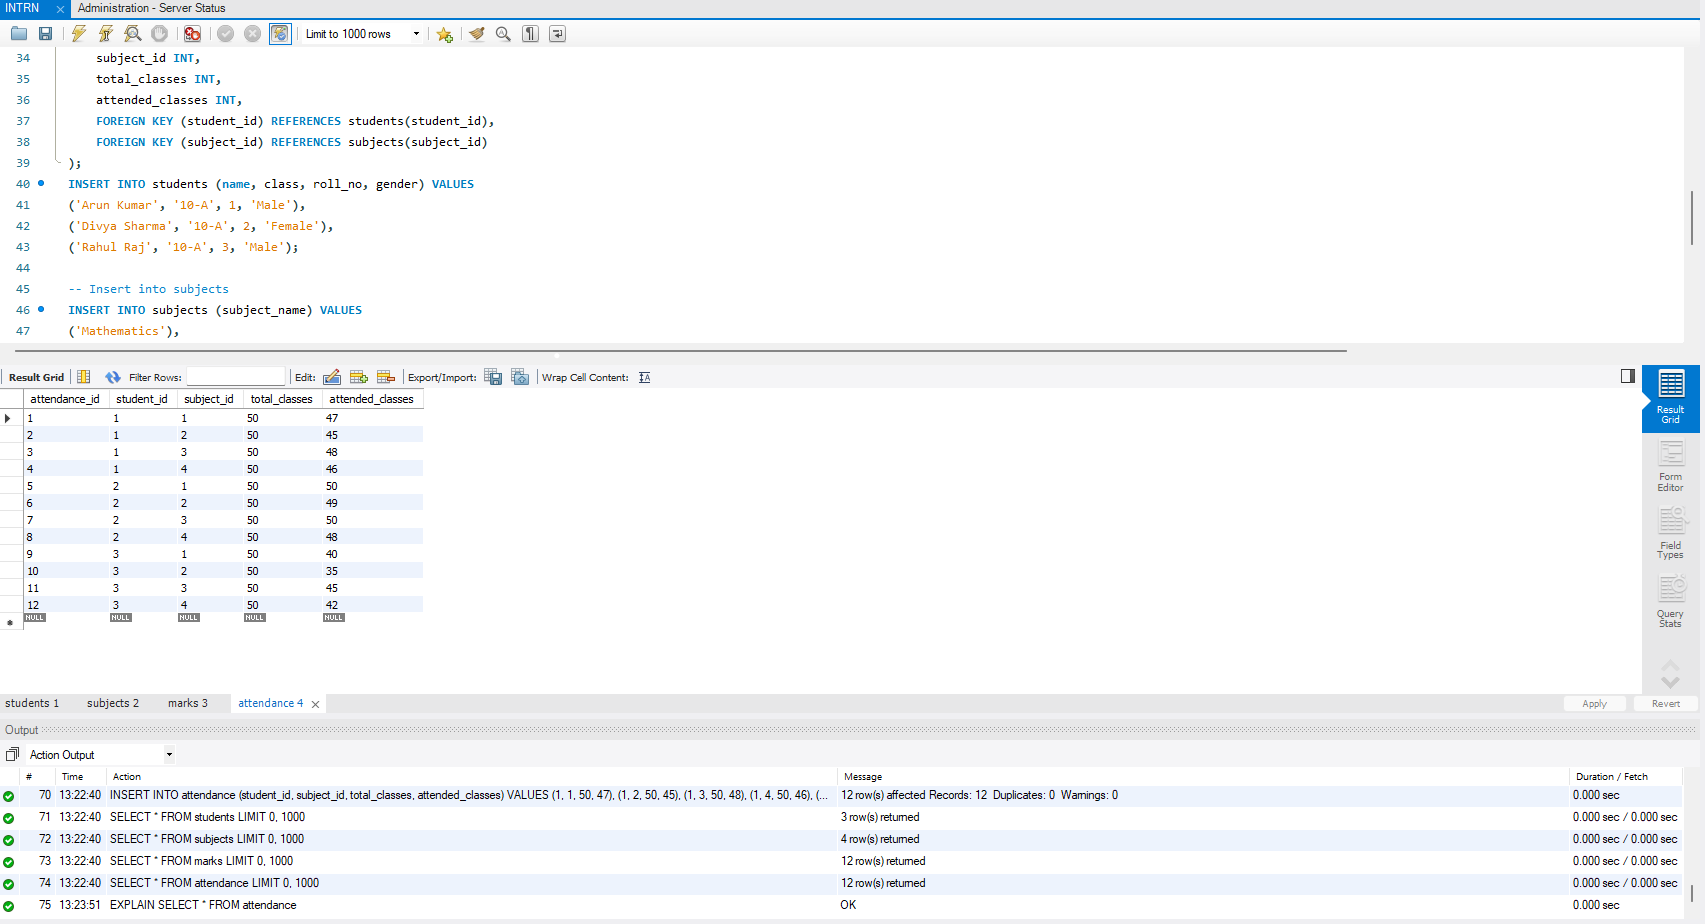 INTRN × Administration - Server Status
Limit to 1000 rows
34 subject_id INT,
35 total_classes INT,
36 attended_classes INT,
37 FOREIGN KEY (student_id) REFERENCES students(student_id),
38 FOREIGN KEY (subject_id) REFERENCES subjects(subject_id)
39 );
40 INSERT INTO students (name, class, roll_no, gender) VALUES
41 ('Arun Kumar', '10-A', 1, 'Male'),
42 ('Divya Sharma', '10-A', 2, 'Female'),
43 ('Rahul Raj', '10-A', 3, 'Male');
44
45 -- Insert into subjects
46 INSERT INTO subjects (subject_name) VALUES
47 ('Mathematics'),
Result Grid Filter Rows: Edit: Export/Import: Wrap Cell Content:
attendance_id student_id subject_id total_classes attended_classes
1 1 1 50 47
2 1 2 50 45
3 1 3 50 48
4 1 4 50 46
5 2 1 50 50
6 2 2 50 49
7 2 3 50 50
8 2 4 50 48
9 3 1 50 40
10 3 2 50 35
11 3 3 50 45
12 3 4 50 42
NULL NULL NULL NULL NULL
Result
Grid
Form
Editor
Field
Types
Query
Stats
students 1 subjects 2 marks 3 attendance 4 × Apply Revert
Output
Action Output
# Time Action Message Duration / Fetch
70 13:22:40 INSERT INTO attendance (student_id, subject_id, total_classes, attended_classes) VALUES (1, 1, 50, 47), (1, 2, 50, 45), (1, 3, 50, 48), (1, 4, 50, 46), (... 12 row(s) affected Records: 12 Duplicates: 0 Warnings: 0 0.000 sec
71 13:22:40 SELECT * FROM students LIMIT 0, 1000 3 row(s) returned 0.000 sec / 0.000 sec
72 13:22:40 SELECT * FROM subjects LIMIT 0, 1000 4 row(s) returned 0.000 sec / 0.000 sec
73 13:22:40 SELECT * FROM marks LIMIT 0, 1000 12 row(s) returned 0.000 sec / 0.000 sec
74 13:22:40 SELECT * FROM attendance LIMIT 0, 1000 12 row(s) returned 0.000 sec / 0.000 sec
75 13:23:51 EXPLAIN SELECT * FROM attendance OK 0.000 sec